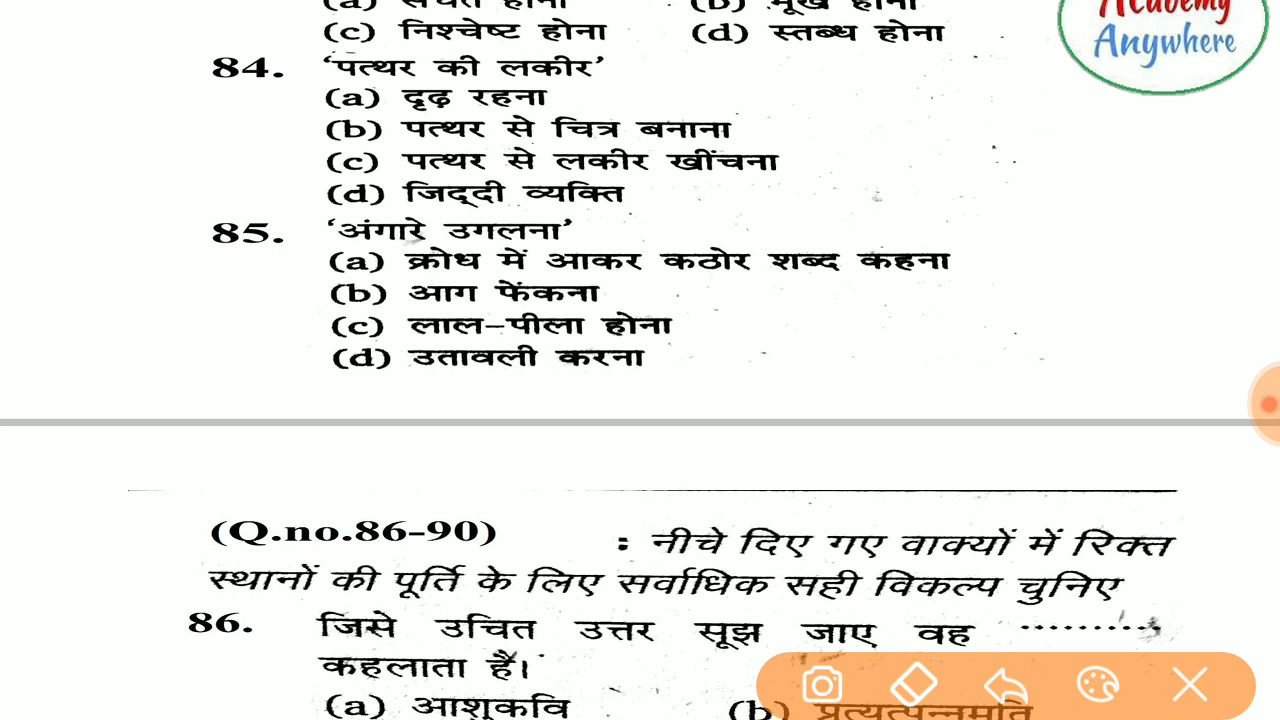 (c) निश्चेष्ट होना (d) स्तब्ध होना
Academy
Anywhere
84. ‘पत्थर की लकीर’
(a) दृढ़ रहना
(b) पत्थर से चित्र बनाना
(c) पत्थर से लकीर खींचना
(d) जिद्दी व्यक्ति
85. ‘अंगारे उगलना’
(a) क्रोध में आकर कठोर शब्द कहना
(b) आग फेंकना
(c) लाल-पीला होना
(d) उतावली करना
(Q.no.86-90) : नीचे दिए गए वाक्यों में रिक्त
स्थानों की पूर्ति के लिए सर्वाधिक सही विकल्प चुनिए
86. जिसे उचित उत्तर सूझ जाए वह ..........
कहलाता है।
(a) आशुकवि (b) प्रत्यत्पन्नमति